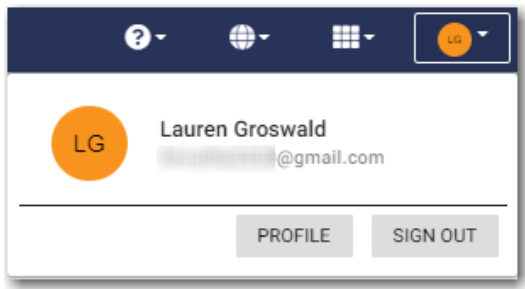 LG
LG
Lauren Groswald
@gmail.com
PROFILE
SIGN OUT